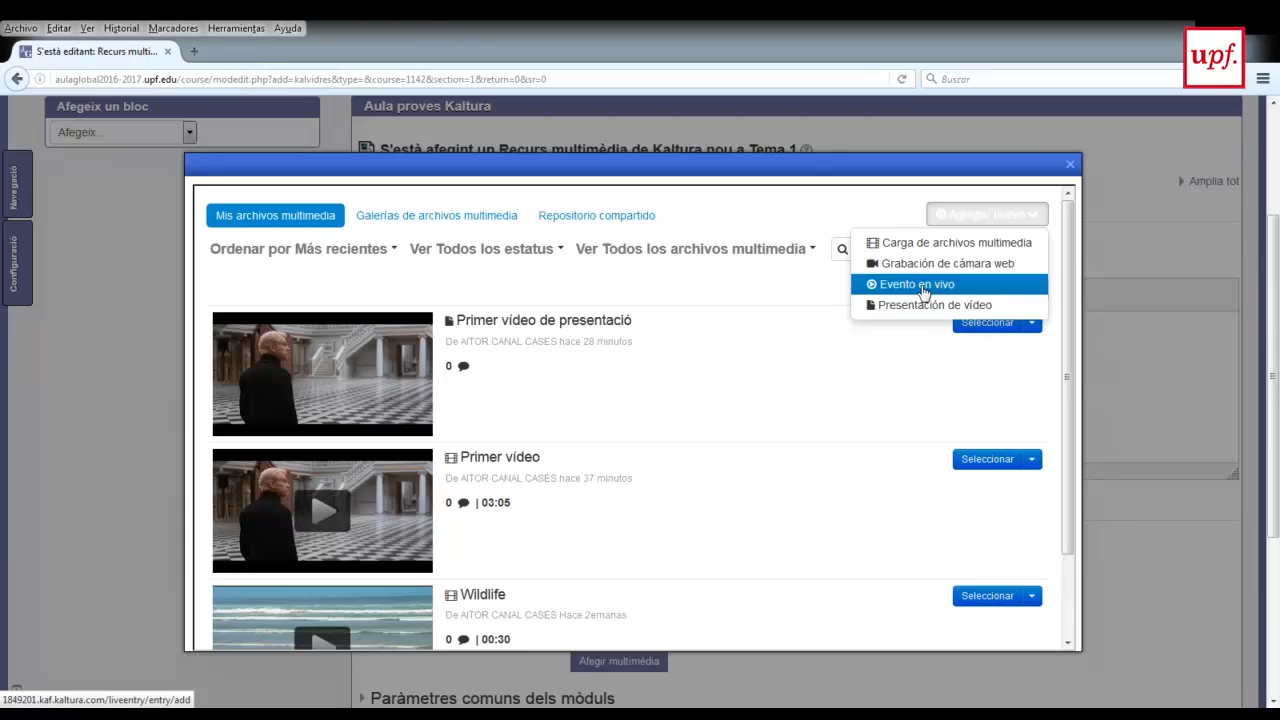 Archivo Editar Ver Historial Marcadores Herramientas Ayuda
S'està editant: Recurs multi...
aulaglobal2016-2017.upf.edu/course/modedit.php?add=kalvidres&type=&course=1142&section=1&return=0&sr=0
Buscar
upf.
Afegeix un bloc
Aula proves Kaltura
Afegeix...
S'està afegint un Recurs multimèdia de Kaltura nou a Tema 1
Amplia tot
Navegació
Configuració
Mis archivos multimedia Galerías de archivos multimedia Repositorio compartido
Agregar nuevo
Ordenar por Más recientes Ver Todos los estatus Ver Todos los archivos multimedia
Carga de archivos multimedia
Grabación de cámara web
Evento en vivo
Presentación de vídeo
Primer vídeo de presentació
Seleccionar
De AITOR CANAL CASES hace 28 minutos
0
Primer vídeo
Seleccionar
De AITOR CANAL CASES hace 37 minutos
0 | 03:05
Wildlife
Seleccionar
De AITOR CANAL CASES Hace 2emanas
0 | 00:30
Afegir multimèdia
Paràmetres comuns dels mòduls
1849201.kaf.kaltura.com/liveentry/entry/add